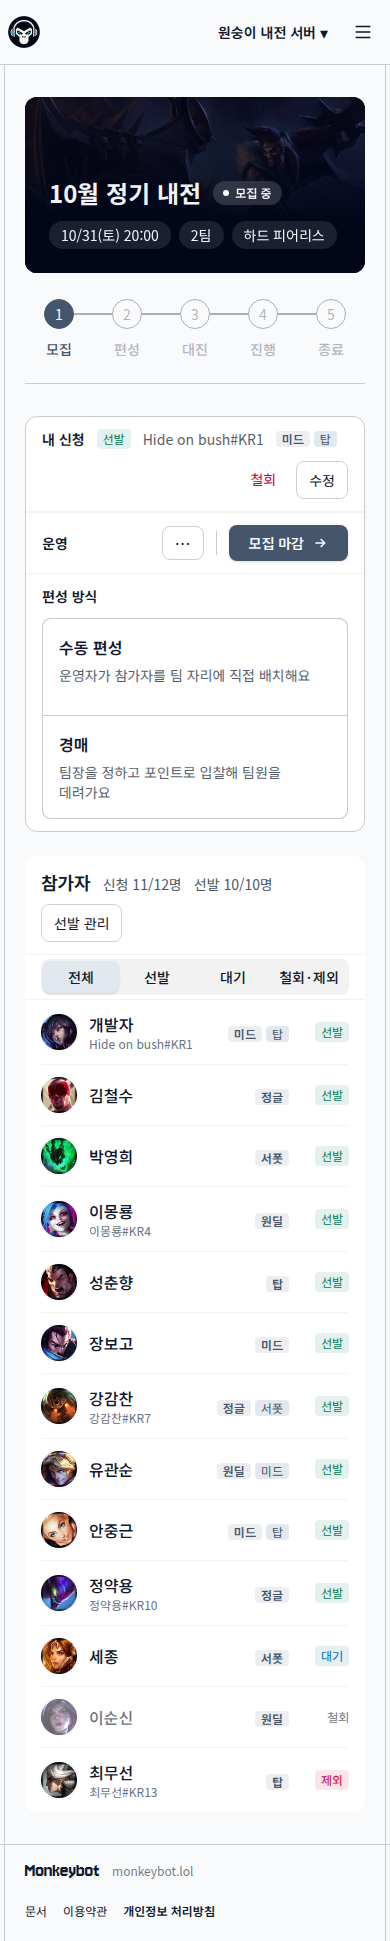 원숭이 내전 서버 ▾
10월 정기 내전 모집 중
10/31(토) 20:00 2팀 하드 피어리스
1 2 3 4 5
모집 편성 대진 진행 종료
내 신청 선발 Hide on bush#KR1 미드 탑
철회 수정
운영 ··· 모집 마감 →
편성 방식
수동 편성
운영자가 참가자를 팀 자리에 직접 배치해요
경매
팀장을 정하고 포인트로 입찰해 팀원을
데려가요
참가자 신청 11/12명 선발 10/10명
선발 관리
전체 선발 대기 철회·제외
개발자 미드 탑 선발
Hide on bush#KR1
김철수 정글 선발
박영희 서폿 선발
이몽룡 원딜 선발
이몽룡#KR4
성춘향 탑 선발
장보고 미드 선발
강감찬 정글 서폿 선발
강감찬#KR7
유관순 원딜 미드 선발
안중근 미드 탑 선발
정약용 정글 선발
정약용#KR10
세종 서폿 대기
이순신 원딜 철회
최무선 탑 제외
최무선#KR13
Monkeybot monkeybot.lol
문서 이용약관 개인정보 처리방침